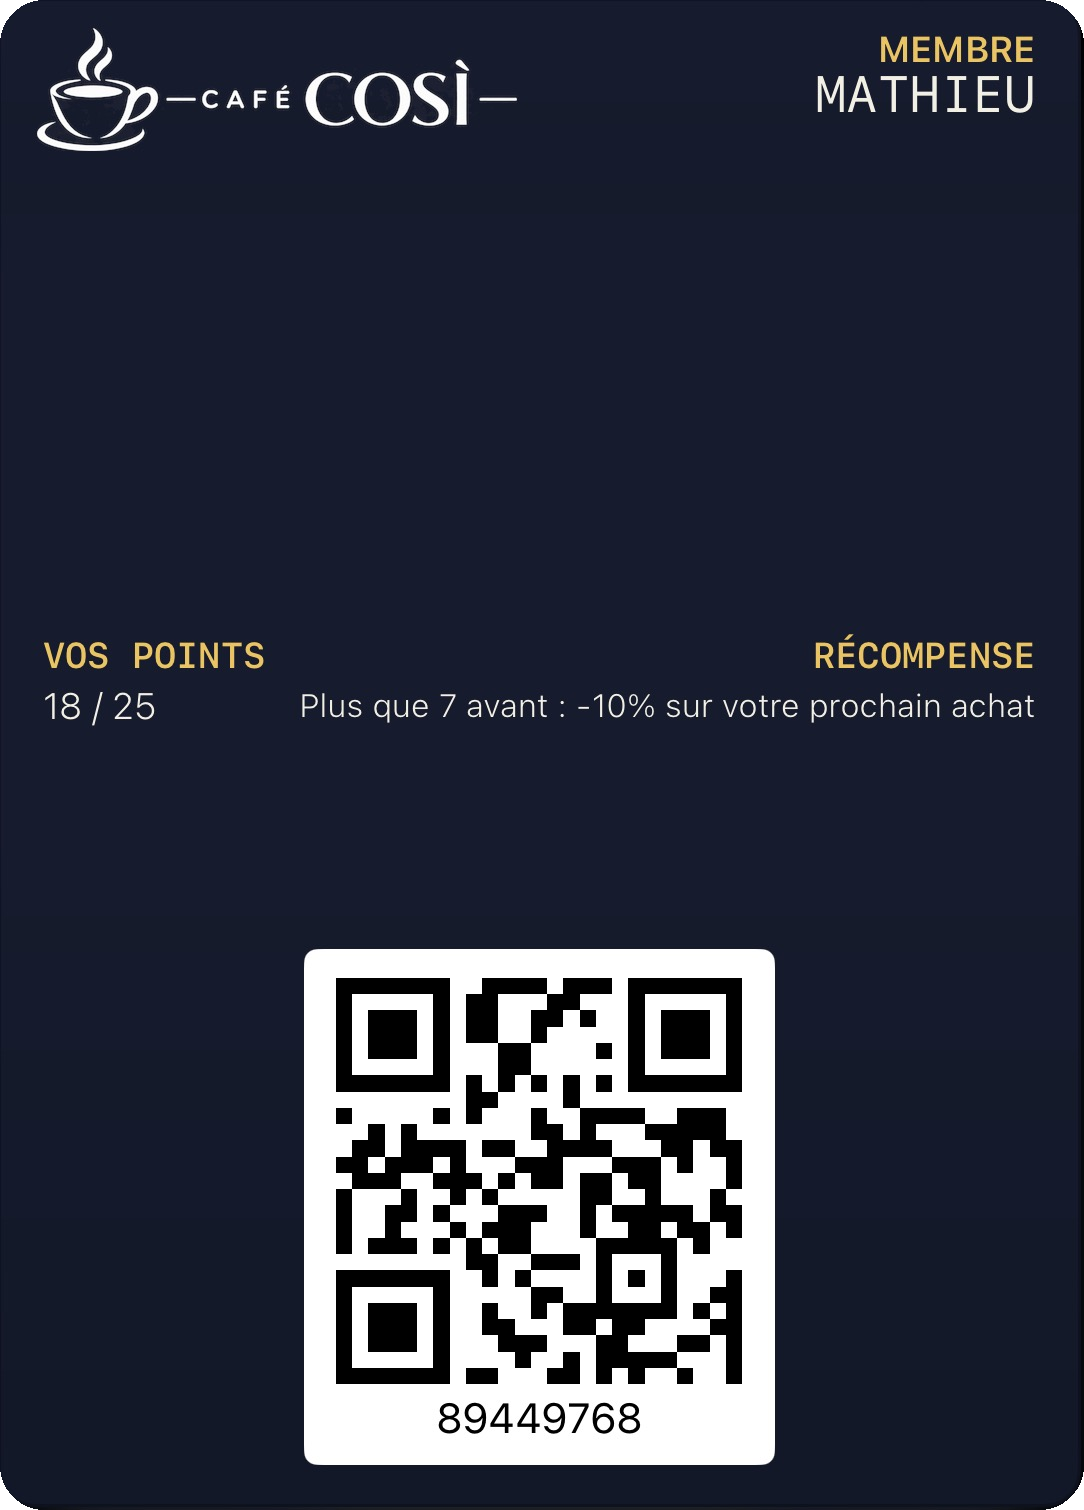 CAFÉ COSÌ
MEMBRE
MATHIEU
VOS POINTS
18 / 25
RÉCOMPENSE
Plus que 7 avant : -10% sur votre prochain achat
89449768